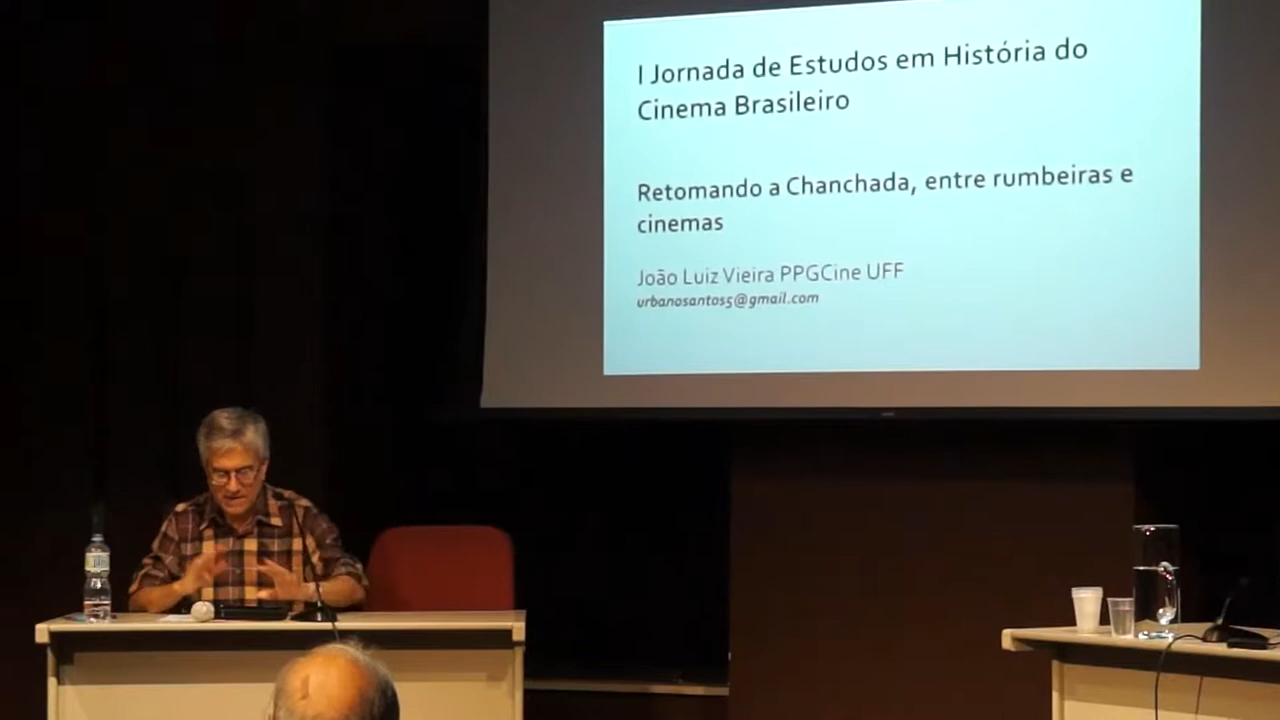 I Jornada de Estudos em História do
Cinema Brasileiro
Retomando a Chanchada, entre rumbeiras e
cinemas
João Luiz Vieira PPGCine UFF
urbanosantos5@gmail.com